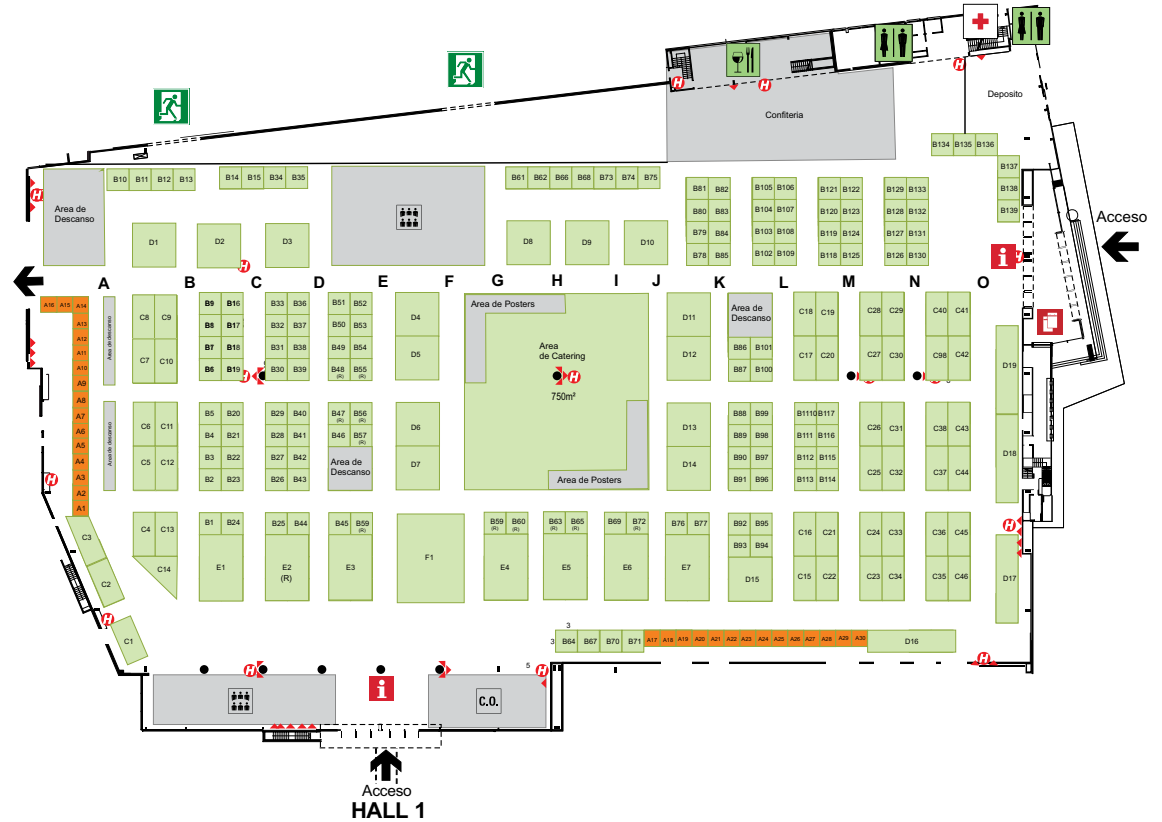 Deposito
Confiteria
B134 B135 B136
B137
B138
B139
B10 B11 B12 B13
B14 B15 B34 B35
B61 B62 B66 B68 B73 B74 B75
B81 B82
B80 B83
B79 B84
B78 B85
B105 B106
B104 B107
B103 B108
B102 B109
B121 B122
B120 B123
B119 B124
B118 B125
B129 B133
B128 B132
B127 B131
B126 B130
Area de
Descanso
D1
D2
D3
D8
D9
D10
Acceso
A B C D E F G H I J K L M N O
A16 A15 A14
A13
A12
A11
A10
A9
A8
A7
A6
A5
A4
A3
A2
A1
Area de descanso
Area de descanso
C8 C9
C7 C10
B9 B16
B8 B17
B7 B18
B6 B19
B33 B36
B32 B37
B31 B38
B30 B39
B51 B52
B50 B53
B49 B54
B48 B55
(R) (R)
D4
D5
Area de Posters
Area
de Catering
750m²
Area de Posters
D11
D12
Area de
Descanso
B86 B101
B87 B100
C18 C19
C17 C20
C28 C29
C27 C30
C40 C41
C98 C42
D19
C6 C11
C5 C12
B5 B20
B4 B21
B3 B22
B2 B23
B29 B40
B28 B41
B27 B42
B26 B43
B47 B56
(R) (R)
B46 B57
(R)
Area de
Descanso
D6
D7
D13
D14
B88 B99
B89 B98
B90 B97
B91 B96
B1110 B117
B111 B116
B112 B115
B113 B114
C26 C31
C25 C32
C38 C43
C37 C44
D18
C3
C2
C1
C4 C13
C14
B1 B24
E1
B25 B44
E2
(R)
B45 B59
(R)
E3
F1
B59 B60
(R) (R)
E4
B63 B65
(R) (R)
E5
B69 B72
(R)
E6
B76 B77
E7
B92 B95
B93 B94
D15
C16 C21
C15 C22
C24 C33
C23 C34
C36 C45
C35 C46
D17
3
3
B64 B67 B70 B71 A17 A18 A19 A20 A21 A22 A23 A24 A25 A26 A27 A28 A29 A30 D16
5
C.O.
Acceso
HALL 1